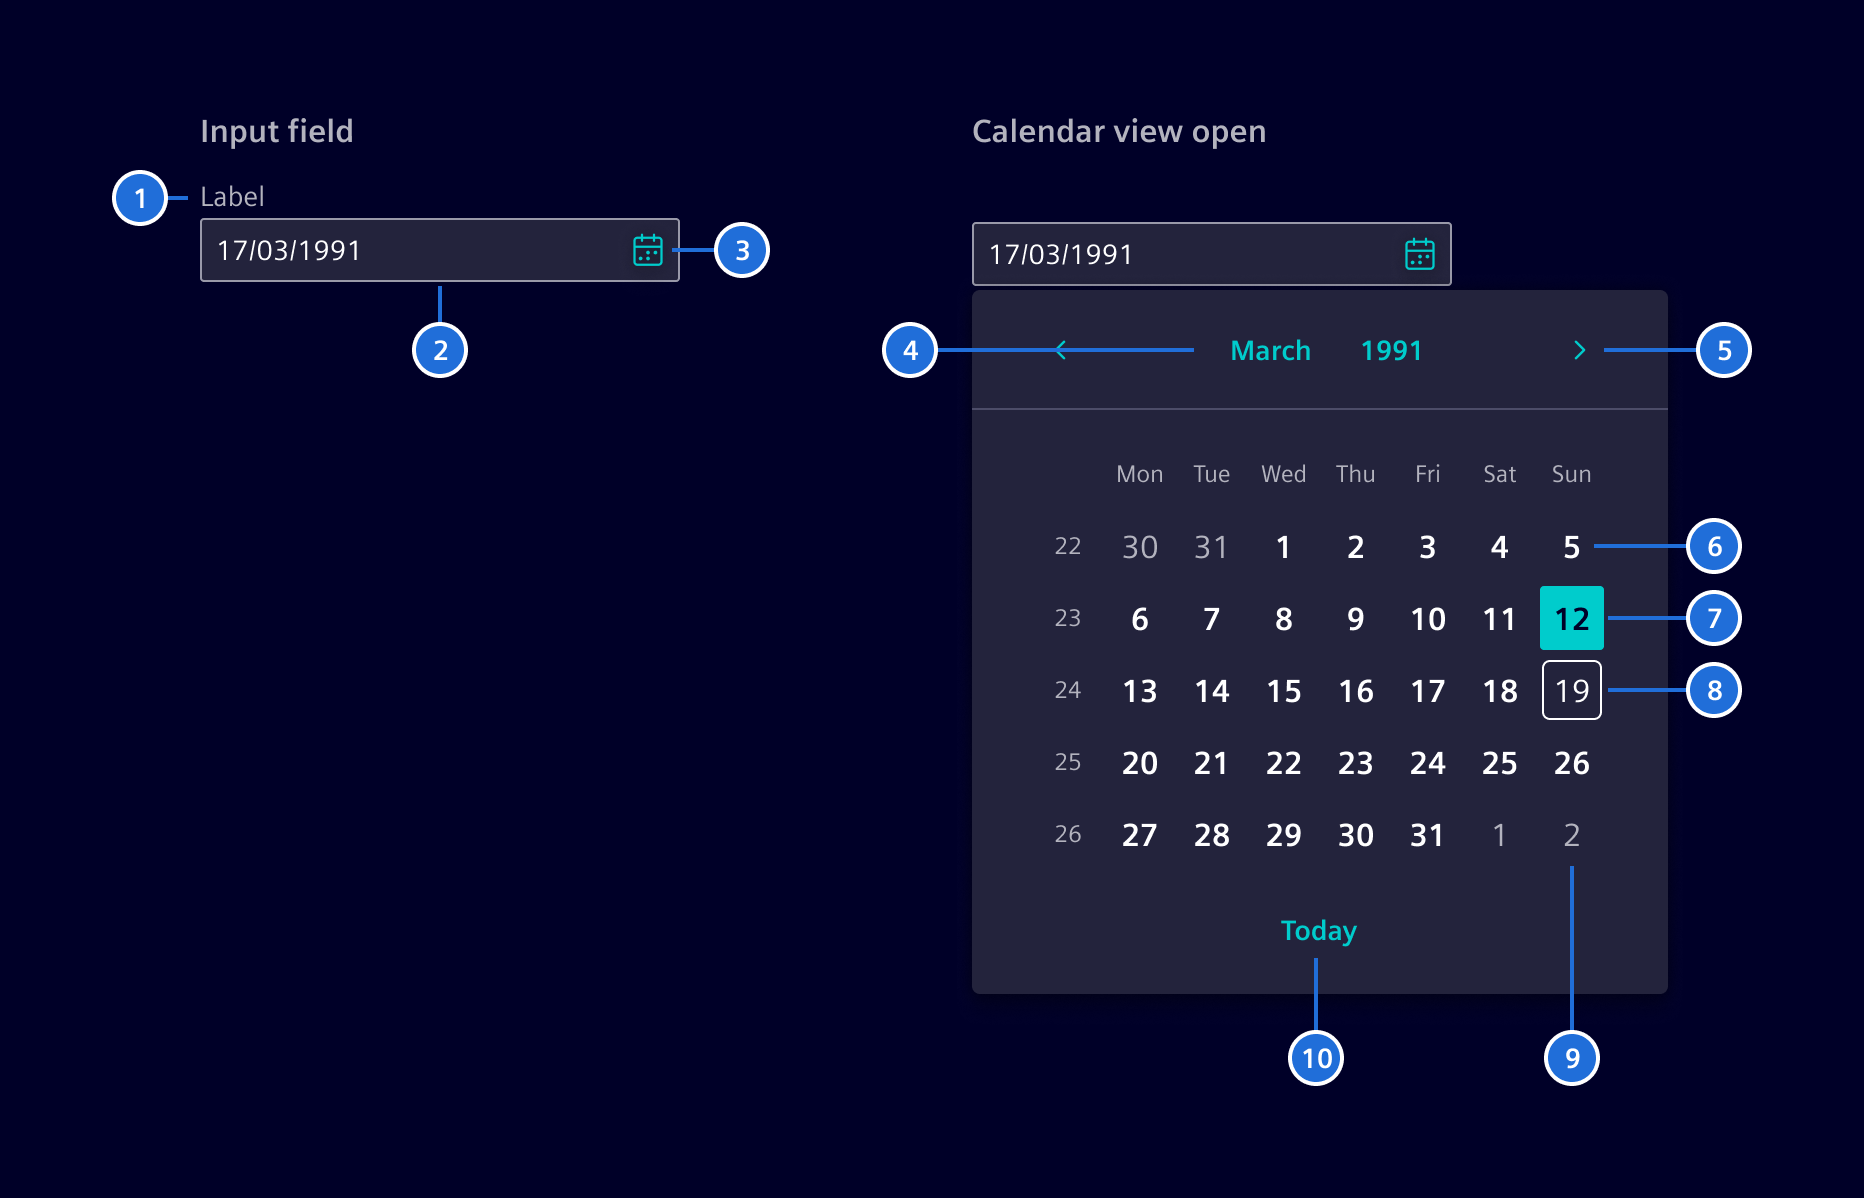 Input field
1 Label
17/03/1991 3
2
Calendar view open
17/03/1991
4 March 1991 5
Mon Tue Wed Thu Fri Sat Sun
22 30 31 1 2 3 4 5 6
23 6 7 8 9 10 11 12 7
24 13 14 15 16 17 18 19 8
25 20 21 22 23 24 25 26
26 27 28 29 30 31 1 2
Today
10 9